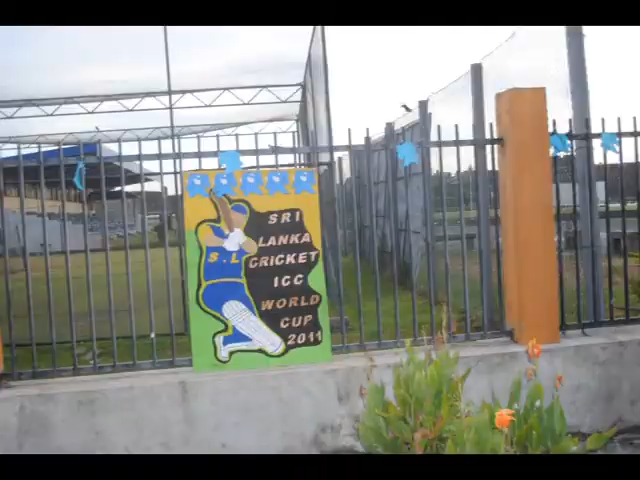 SRI
LANKA
CRICKET
ICC
WORLD
CUP
2011
S.L